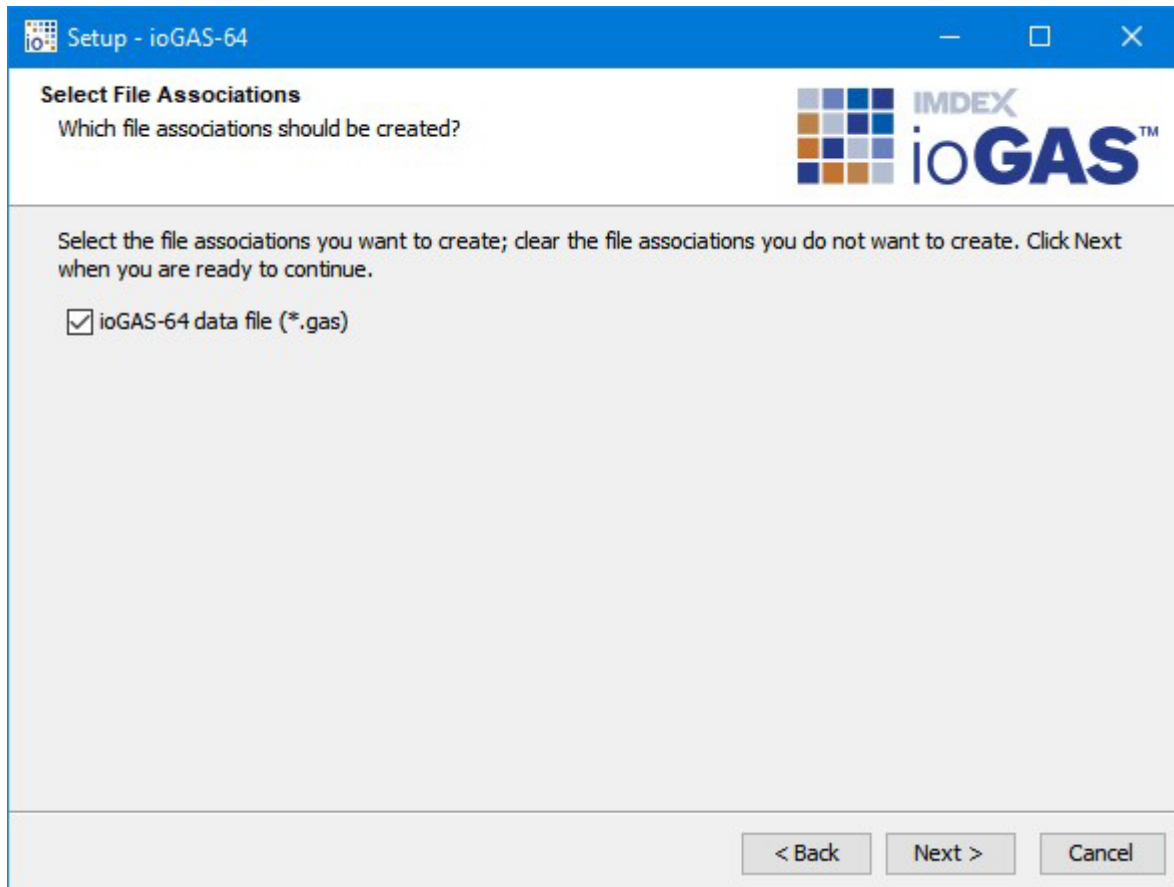 Setup - ioGAS-64
Select File Associations
Which file associations should be created?
IMDEX
ioGAS™
Select the file associations you want to create; clear the file associations you do not want to create. Click Next
when you are ready to continue.
ioGAS-64 data file (*.gas)
< Back Next > Cancel